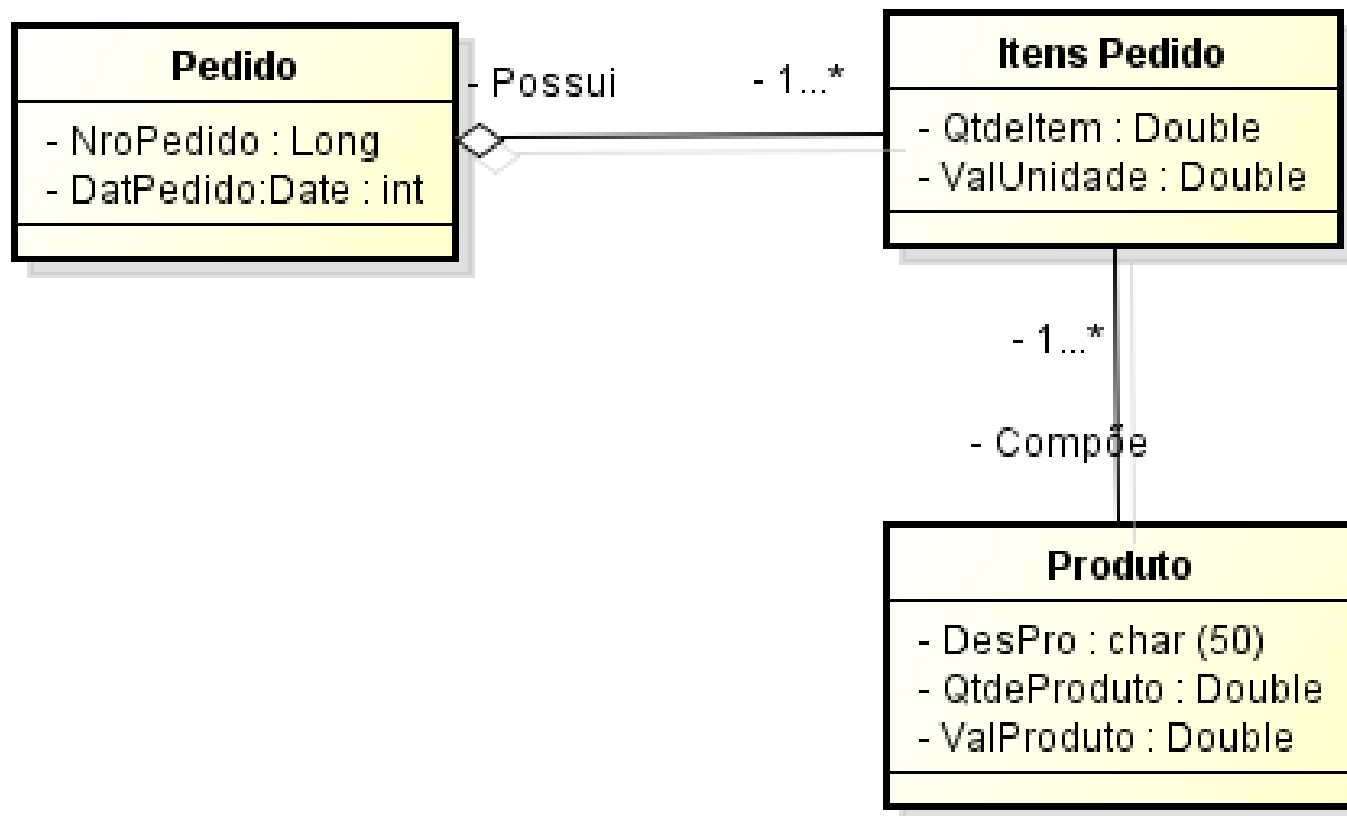 Pedido
- NroPedido : Long
- DatPedido:Date : int
- Possui
- 1...*
Itens Pedido
- QtdeItem : Double
- ValUnidade : Double
- 1...*
- Compõe
Produto
- DesPro : char (50)
- QtdeProduto : Double
- ValProduto : Double